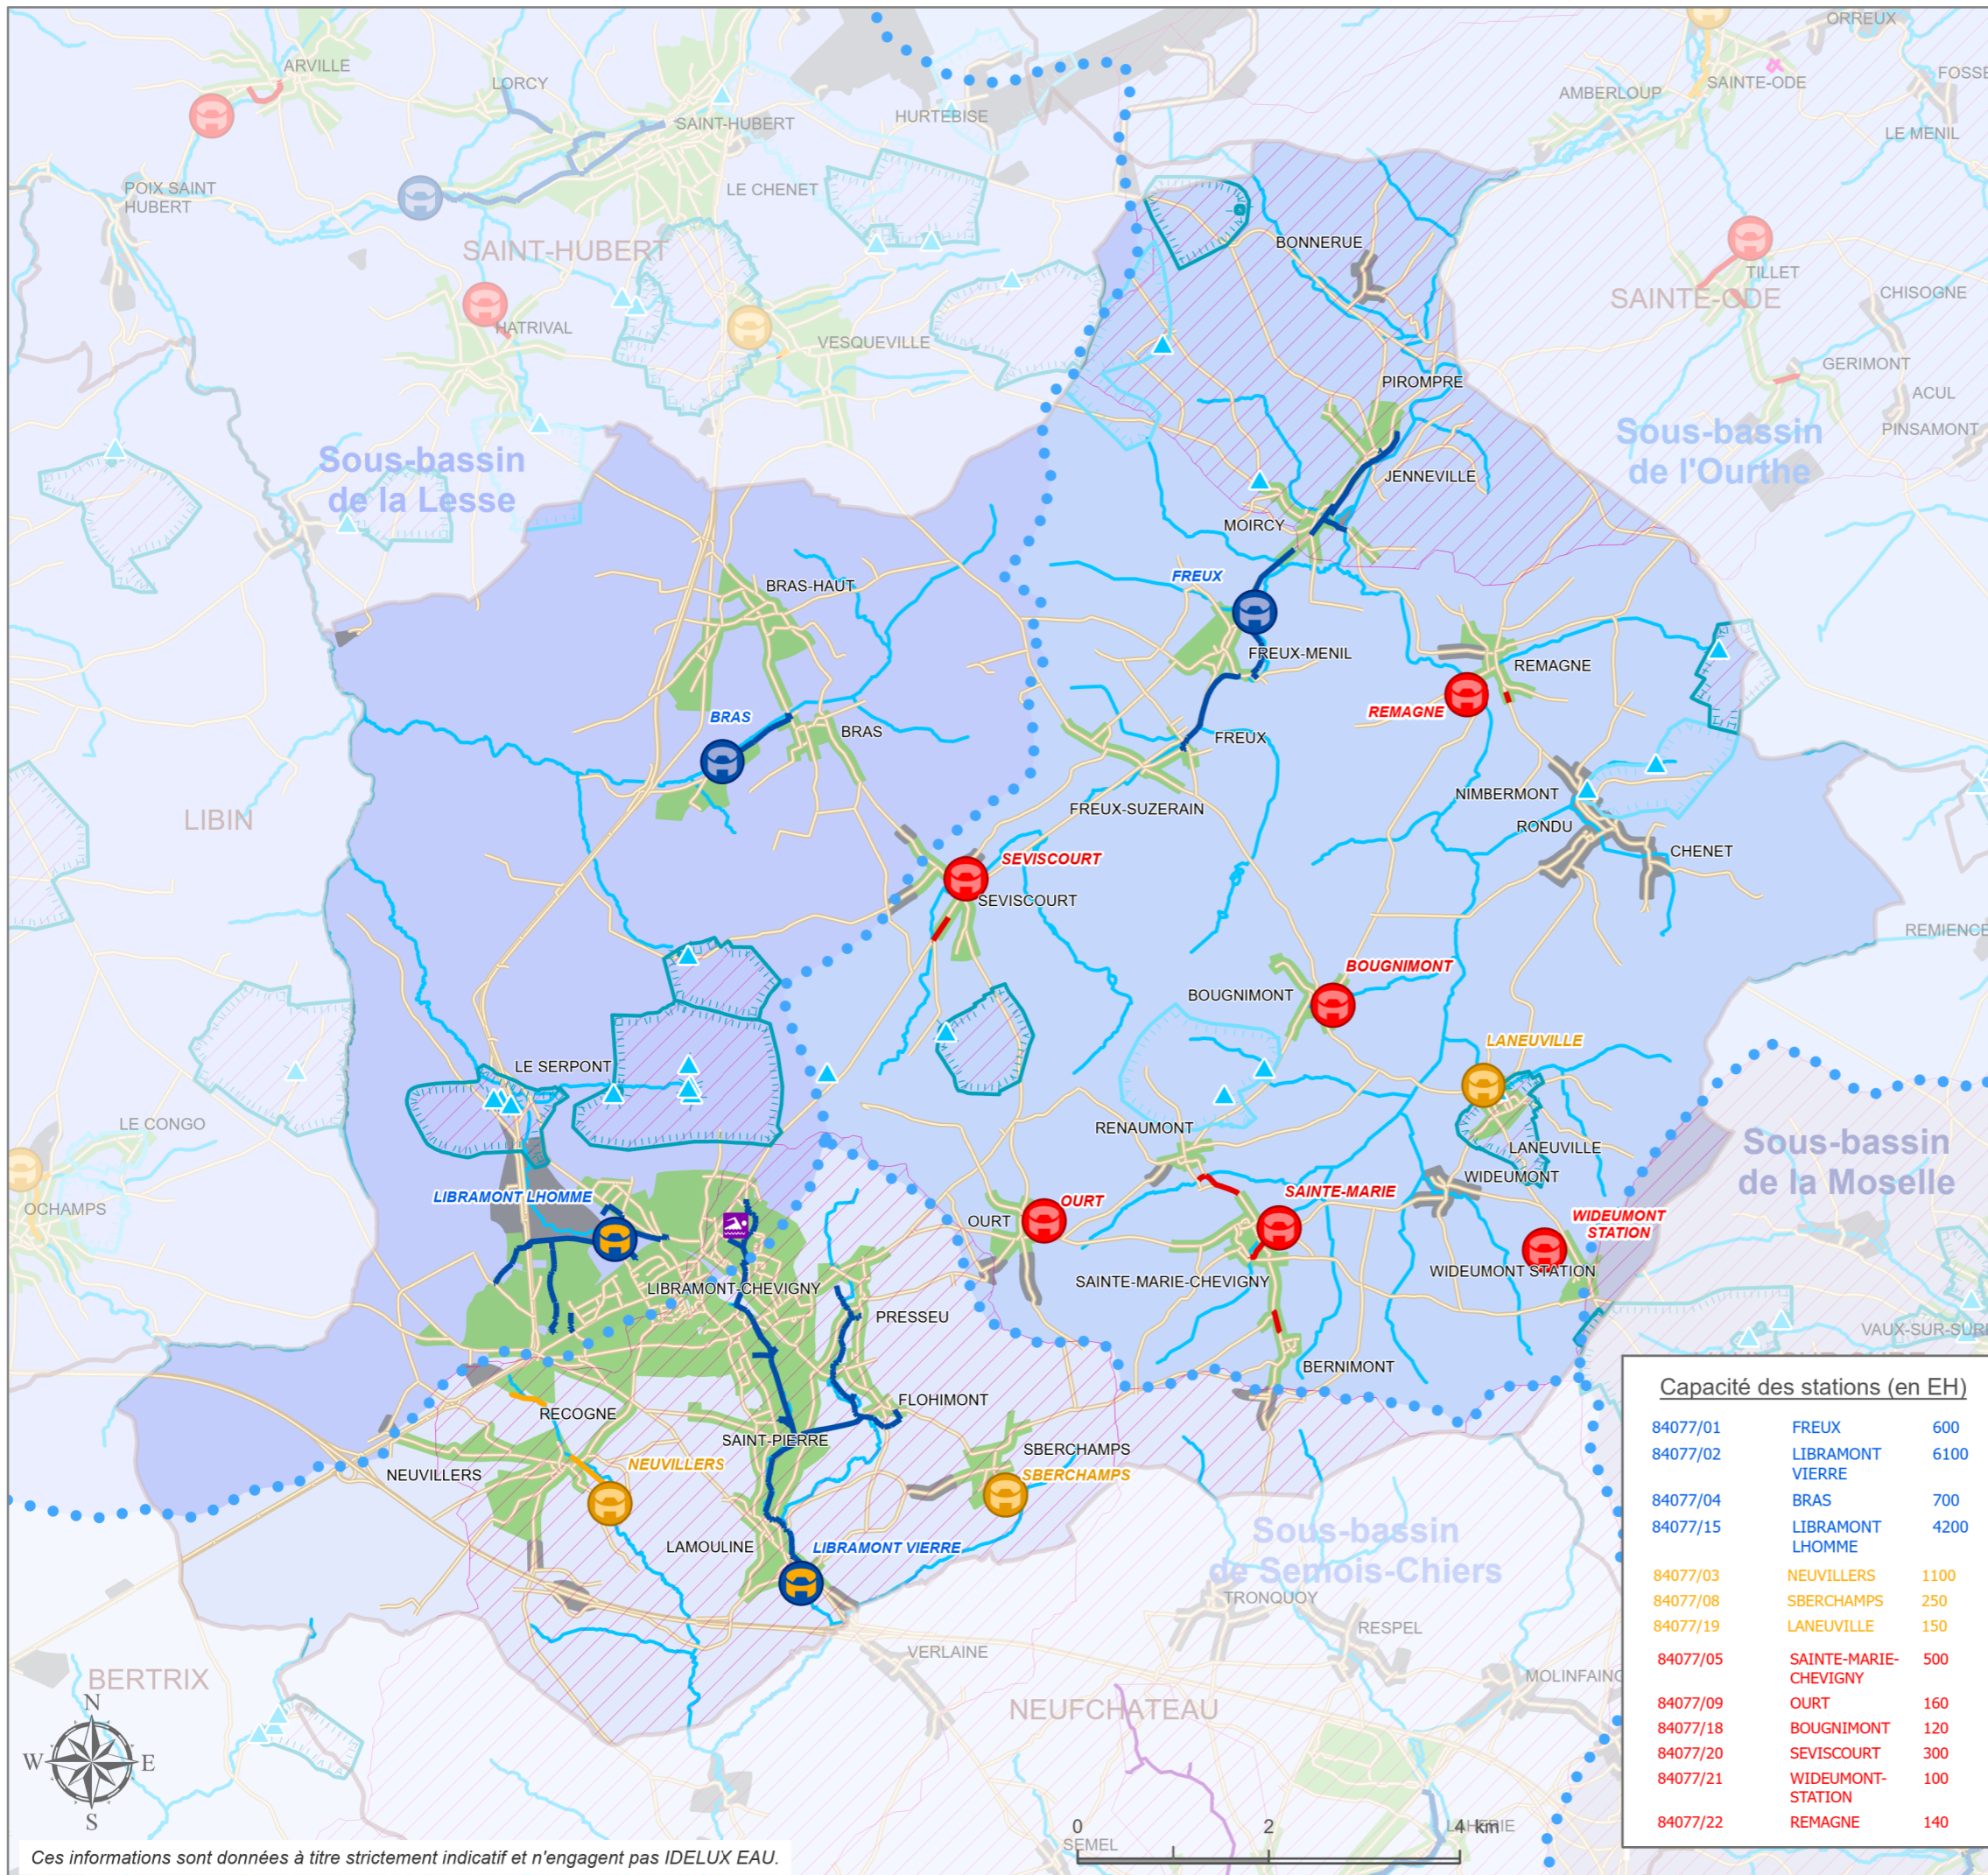 ARVILLE
LORCY
SAINT-HUBERT
HURTEBISE
ORREUX
SAINTE-ODE
AMBERLOUP
FOSSE
LE MENIL
POIX SAINT
HUBERT
LE CHENET
SAINT-HUBERT
BONNERUE
TILLET
SAINTE-ODE
CHISOGNE
HATRIVAL
VESQUEVILLE
GERIMONT
PIROMPRE
ACUL
PINSAMONT
Sous-bassin
de la Lesse
Sous-bassin
de l'Ourthe
JENNEVILLE
MOIRCY
BRAS-HAUT
FREUX
FREUX-MENIL
REMAGNE
REMAGNE
BRAS
BRAS
FREUX
LIBIN
FREUX-SUZERAIN
NIMBERMONT
RONDU
CHENET
SEVISCOURT
SEVISCOURT
REMIENCE
BOUGNIMONT
BOUGNIMONT
LANEUVILLE
LE SERPONT
LE CONGO
RENAUMONT
LANEUVILLE
Sous-bassin
de la Moselle
WIDEUMONT
LIBRAMONT LHOMME
OCHAMPS
OURT
OURT
SAINTE-MARIE
WIDEUMONT
STATION
WIDEUMONT STATION
SAINTE-MARIE-CHEVIGNY
LIBRAMONT-CHEVIGNY
PRESSEU
VAUX-SUR-SURE
BERNIMONT
FLOHIMONT
RECOGNE
SAINT-PIERRE
SBERCHAMPS
SBERCHAMPS
NEUVILLERS
NEUVILLERS
LAMOULINE
LIBRAMONT VIERRE
Sous-bassin
de Semois-Chiers
TRONQUOY
RESPEL
VERLAINE
MOLINFAING
BERTRIX
NEUFCHATEAU
SEMEL
LAHERIE
N
W E
S
0 2 4 km
Capacité des stations (en EH)
84077/01 FREUX 600
84077/02 LIBRAMONT 6100
VIERRE
84077/04 BRAS 700
84077/15 LIBRAMONT 4200
LHOMME
84077/03 NEUVILLERS 1100
84077/08 SBERCHAMPS 250
84077/19 LANEUVILLE 150
84077/05 SAINTE-MARIE- 500
CHEVIGNY
84077/09 OURT 160
84077/18 BOUGNIMONT 120
84077/20 SEVISCOURT 300
84077/21 WIDEUMONT- 100
STATION
84077/22 REMAGNE 140
Ces informations sont données à titre strictement indicatif et n'engagent pas IDELUX EAU.